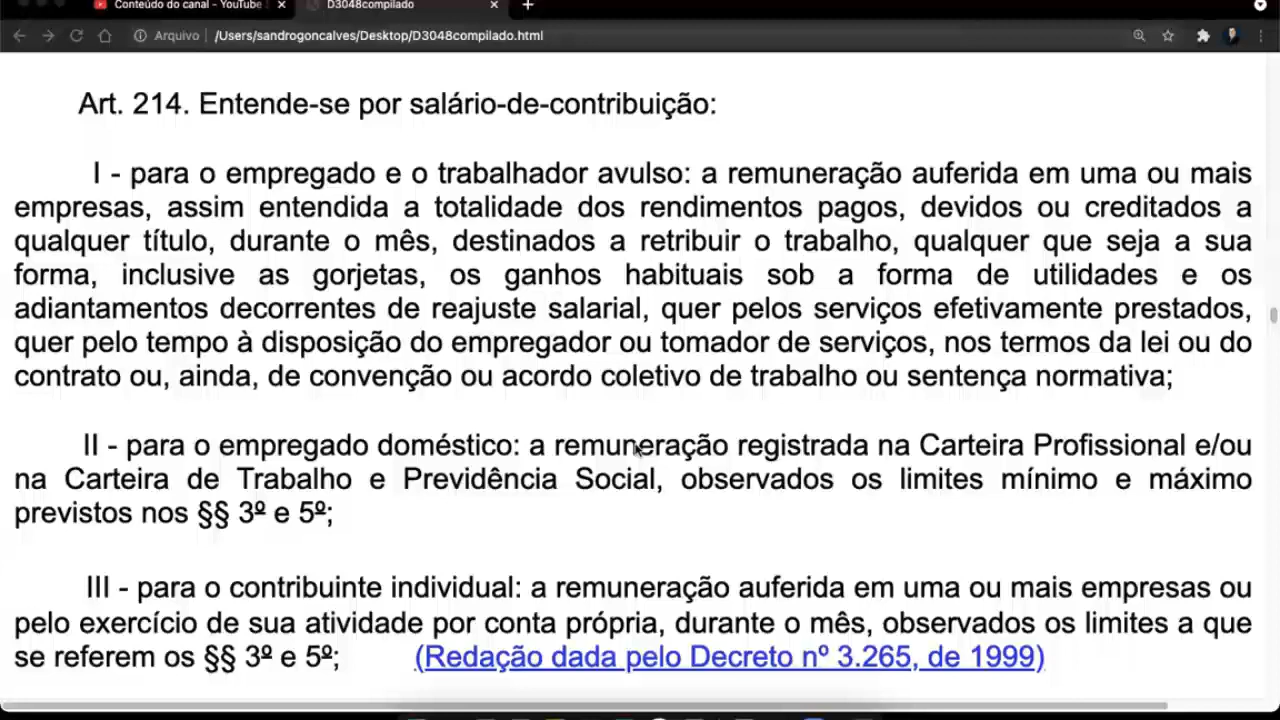 Conteúdo do canal - YouTube
D3048compilado
Arquivo /Users/sandrogoncalves/Desktop/D3048compilado.html
Art. 214. Entende-se por salário-de-contribuição:
I - para o empregado e o trabalhador avulso: a remuneração auferida em uma ou mais
empresas, assim entendida a totalidade dos rendimentos pagos, devidos ou creditados a
qualquer título, durante o mês, destinados a retribuir o trabalho, qualquer que seja a sua
forma, inclusive as gorjetas, os ganhos habituais sob a forma de utilidades e os
adiantamentos decorrentes de reajuste salarial, quer pelos serviços efetivamente prestados,
quer pelo tempo à disposição do empregador ou tomador de serviços, nos termos da lei ou do
contrato ou, ainda, de convenção ou acordo coletivo de trabalho ou sentença normativa;
II - para o empregado doméstico: a remuneração registrada na Carteira Profissional e/ou
na Carteira de Trabalho e Previdência Social, observados os limites mínimo e máximo
previstos nos §§ 3º e 5º;
III - para o contribuinte individual: a remuneração auferida em uma ou mais empresas ou
pelo exercício de sua atividade por conta própria, durante o mês, observados os limites a que
se referem os §§ 3º e 5º; (Redação dada pelo Decreto nº 3.265, de 1999)